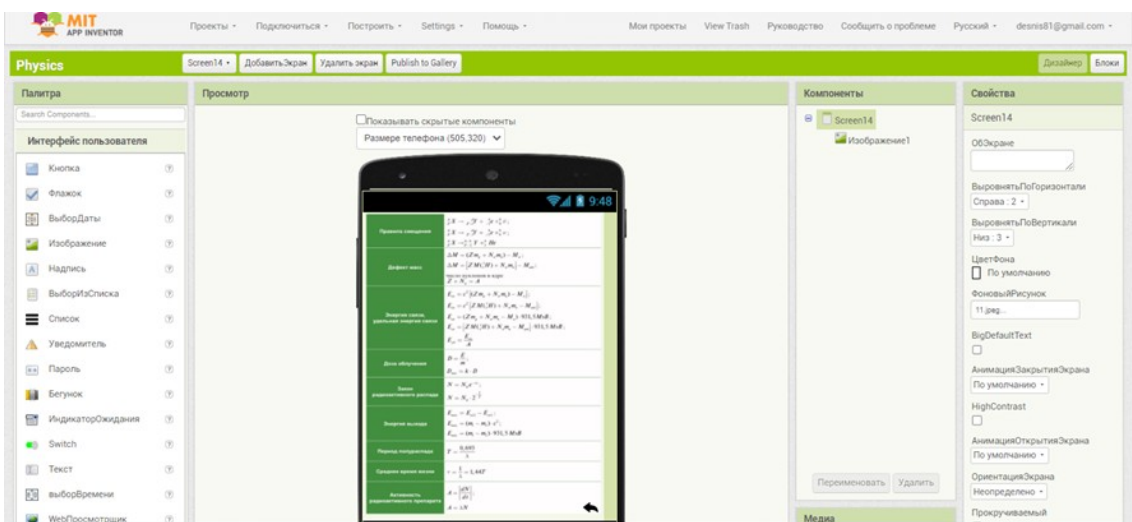 MIT
APP INVENTOR
Проекты
Подключиться
Построить
Settings
Помощь
Мои проекты
View Trash
Руководство
Сообщить о проблеме
Русский
desnis81@gmail.com
Physics
Screen14
ДобавитьЭкран
Удалить экран
Publish to Gallery
Дизайнер
Блоки
Палитра
Search Components...
Интерфейс пользователя
Кнопка
Флажок
ВыборДаты
Изображение
Надпись
ВыборИзСписка
Список
Уведомитель
Пароль
Бегунок
ИндикаторОжидания
Switch
Текст
выборВремени
WebПросмотрщик
Просмотр
Показывать скрытые компоненты
Размере телефона (505,320)
9:48
Правила смещения
Дефект масс
число нуклонов в ядре
Z + N = A
Энергия связи,
удельная энергия связи
Доза облучения
Закон
радиоактивного распада
Энергия выхода
Период полураспада
Среднее время жизни
Активность
радиоактивного препарата
Компоненты
Screen14
Изображение1
Переименовать
Удалить
Медиа
Свойства
Screen14
ОбЭкране
ВыровнятьПоГоризонтали
Справа : 2
ВыровнятьПоВертикали
Низ : 3
ЦветФона
По умолчанию
ФоновыйРисунок
11.jpeg...
BigDefaultText
АнимацияЗакрытияЭкрана
По умолчанию
HighContrast
АнимацияОткрытияЭкрана
По умолчанию
ОриентацияЭкрана
Неопределено
Прокручиваемый